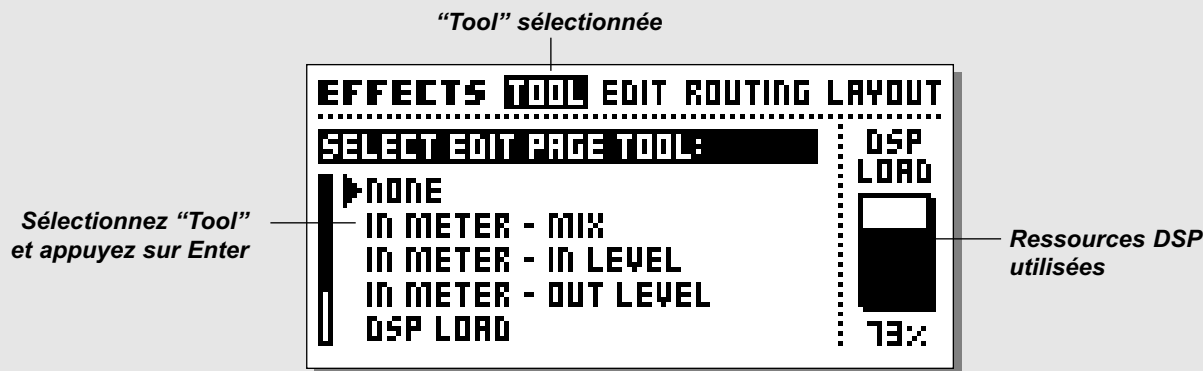 “Tool” sélectionnée
EFFECTS TOOL EDIT ROUTING LAYOUT
SELECT EDIT PAGE TOOL:
NONE
IN METER - MIX
IN METER - IN LEVEL
IN METER - OUT LEVEL
DSP LOAD
DSP
LOAD
73%
Sélectionnez “Tool”
et appuyez sur Enter
Ressources DSP
utilisées